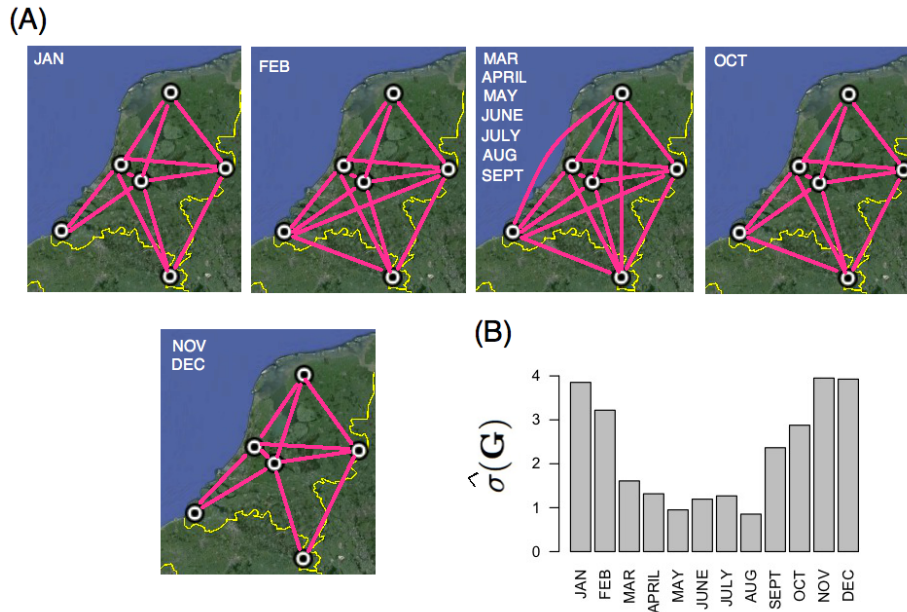 (A)
JAN
FEB
MAR
APRIL
MAY
JUNE
JULY
AUG
SEPT
OCT
NOV
DEC
(B)
σ̂(G)
4
3
2
1
0
JAN
FEB
MAR
APRIL
MAY
JUNE
JULY
AUG
SEPT
OCT
NOV
DEC